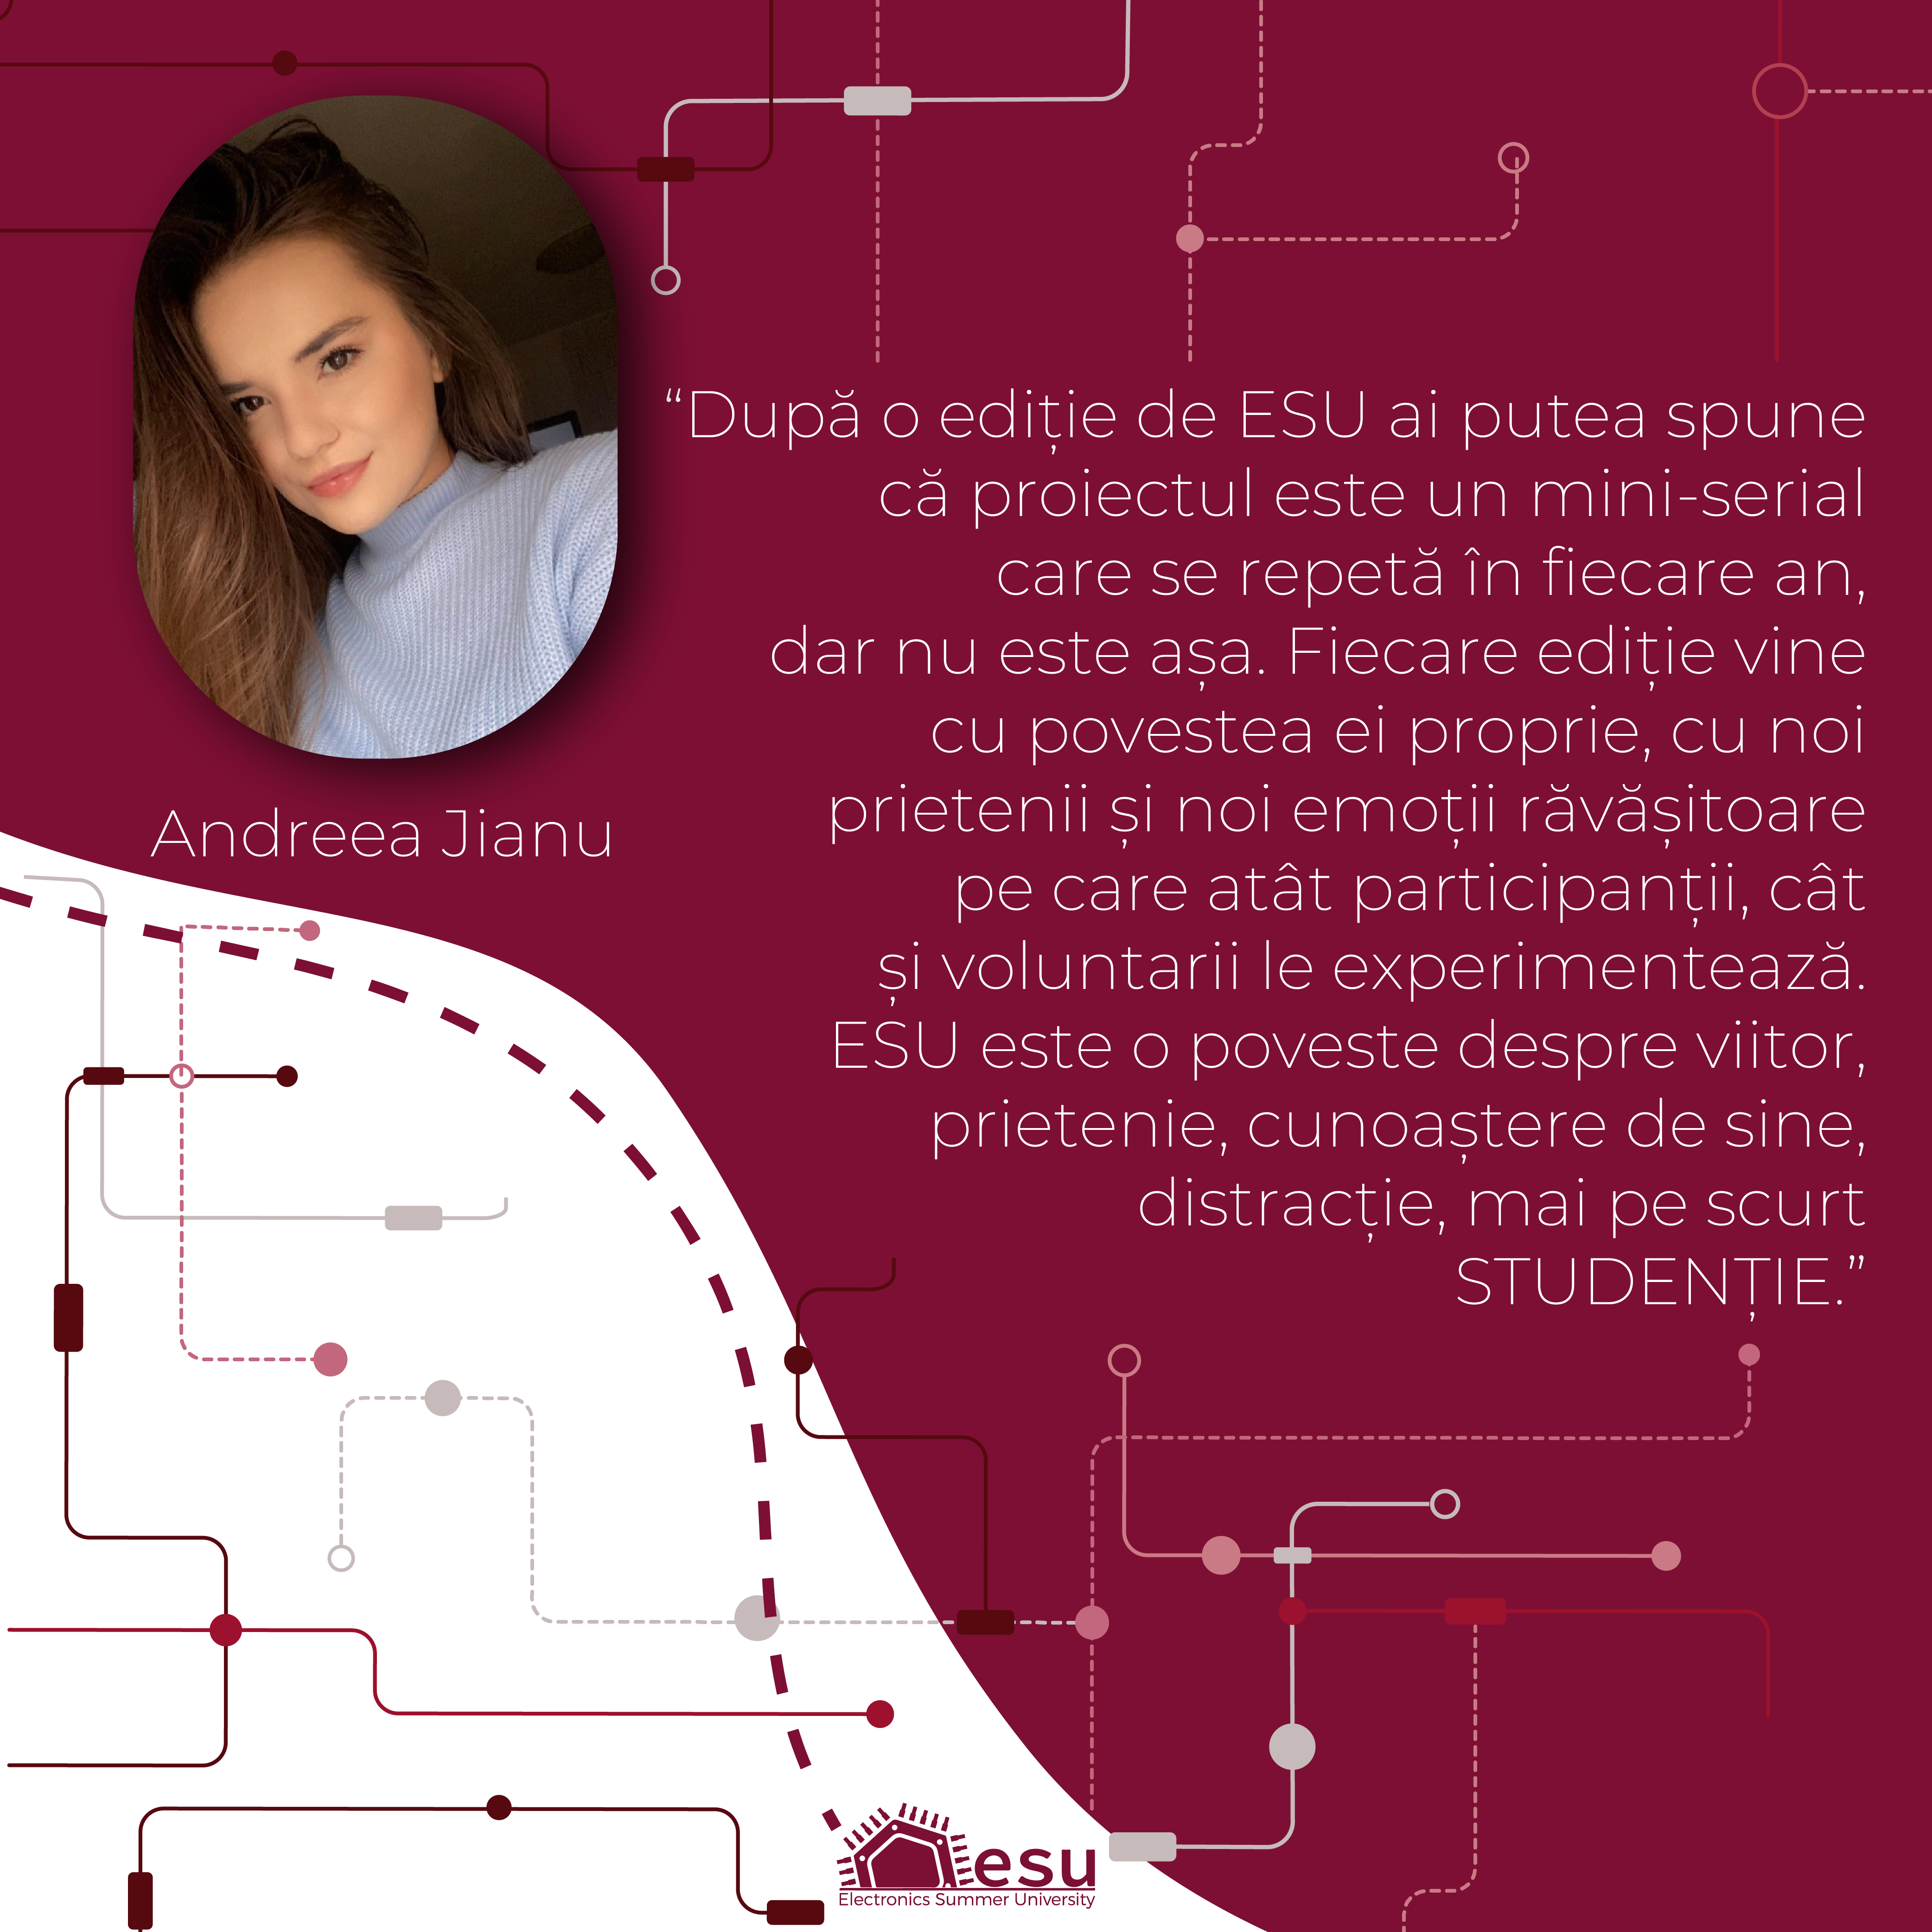 “După o ediție de ESU ai putea spune
că proiectul este un mini-serial
care se repetă în fiecare an,
dar nu este așa. Fiecare ediție vine
cu povestea ei proprie, cu noi
prietenii și noi emoții răvășitoare
pe care atât participanții, cât
și voluntarii le experimentează.
ESU este o poveste despre viitor,
prietenie, cunoaștere de sine,
distracție, mai pe scurt
STUDENȚIE.”
Andreea Jianu
esu
Electronics Summer University